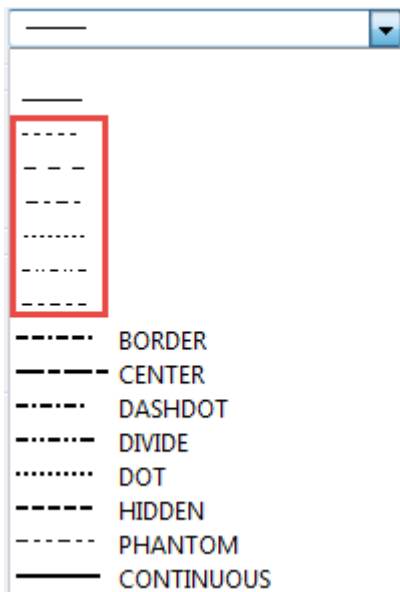 BORDER
CENTER
DASHDOT
DIVIDE
DOT
HIDDEN
PHANTOM
CONTINUOUS